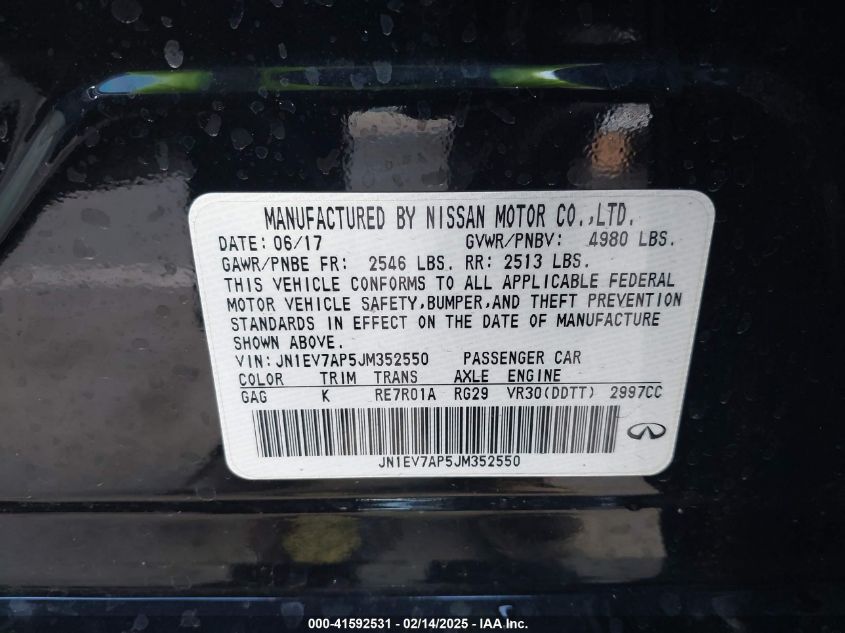 MANUFACTURED BY NISSAN MOTOR CO.,LTD.
DATE: 06/17 GVWR/PNBV: 4980 LBS.
GAWR/PNBE FR: 2546 LBS. RR: 2513 LBS.
THIS VEHICLE CONFORMS TO ALL APPLICABLE FEDERAL
MOTOR VEHICLE SAFETY,BUMPER,AND THEFT PREVENTION
STANDARDS IN EFFECT ON THE DATE OF MANUFACTURE
SHOWN ABOVE.
VIN: JN1EV7AP5JM352550 PASSENGER CAR
COLOR TRIM TRANS AXLE ENGINE
GAG K RE7R01A RG29 VR30(DDTT) 2997CC
JN1EV7AP5JM352550
000-41592531 - 02/14/2025 - IAA